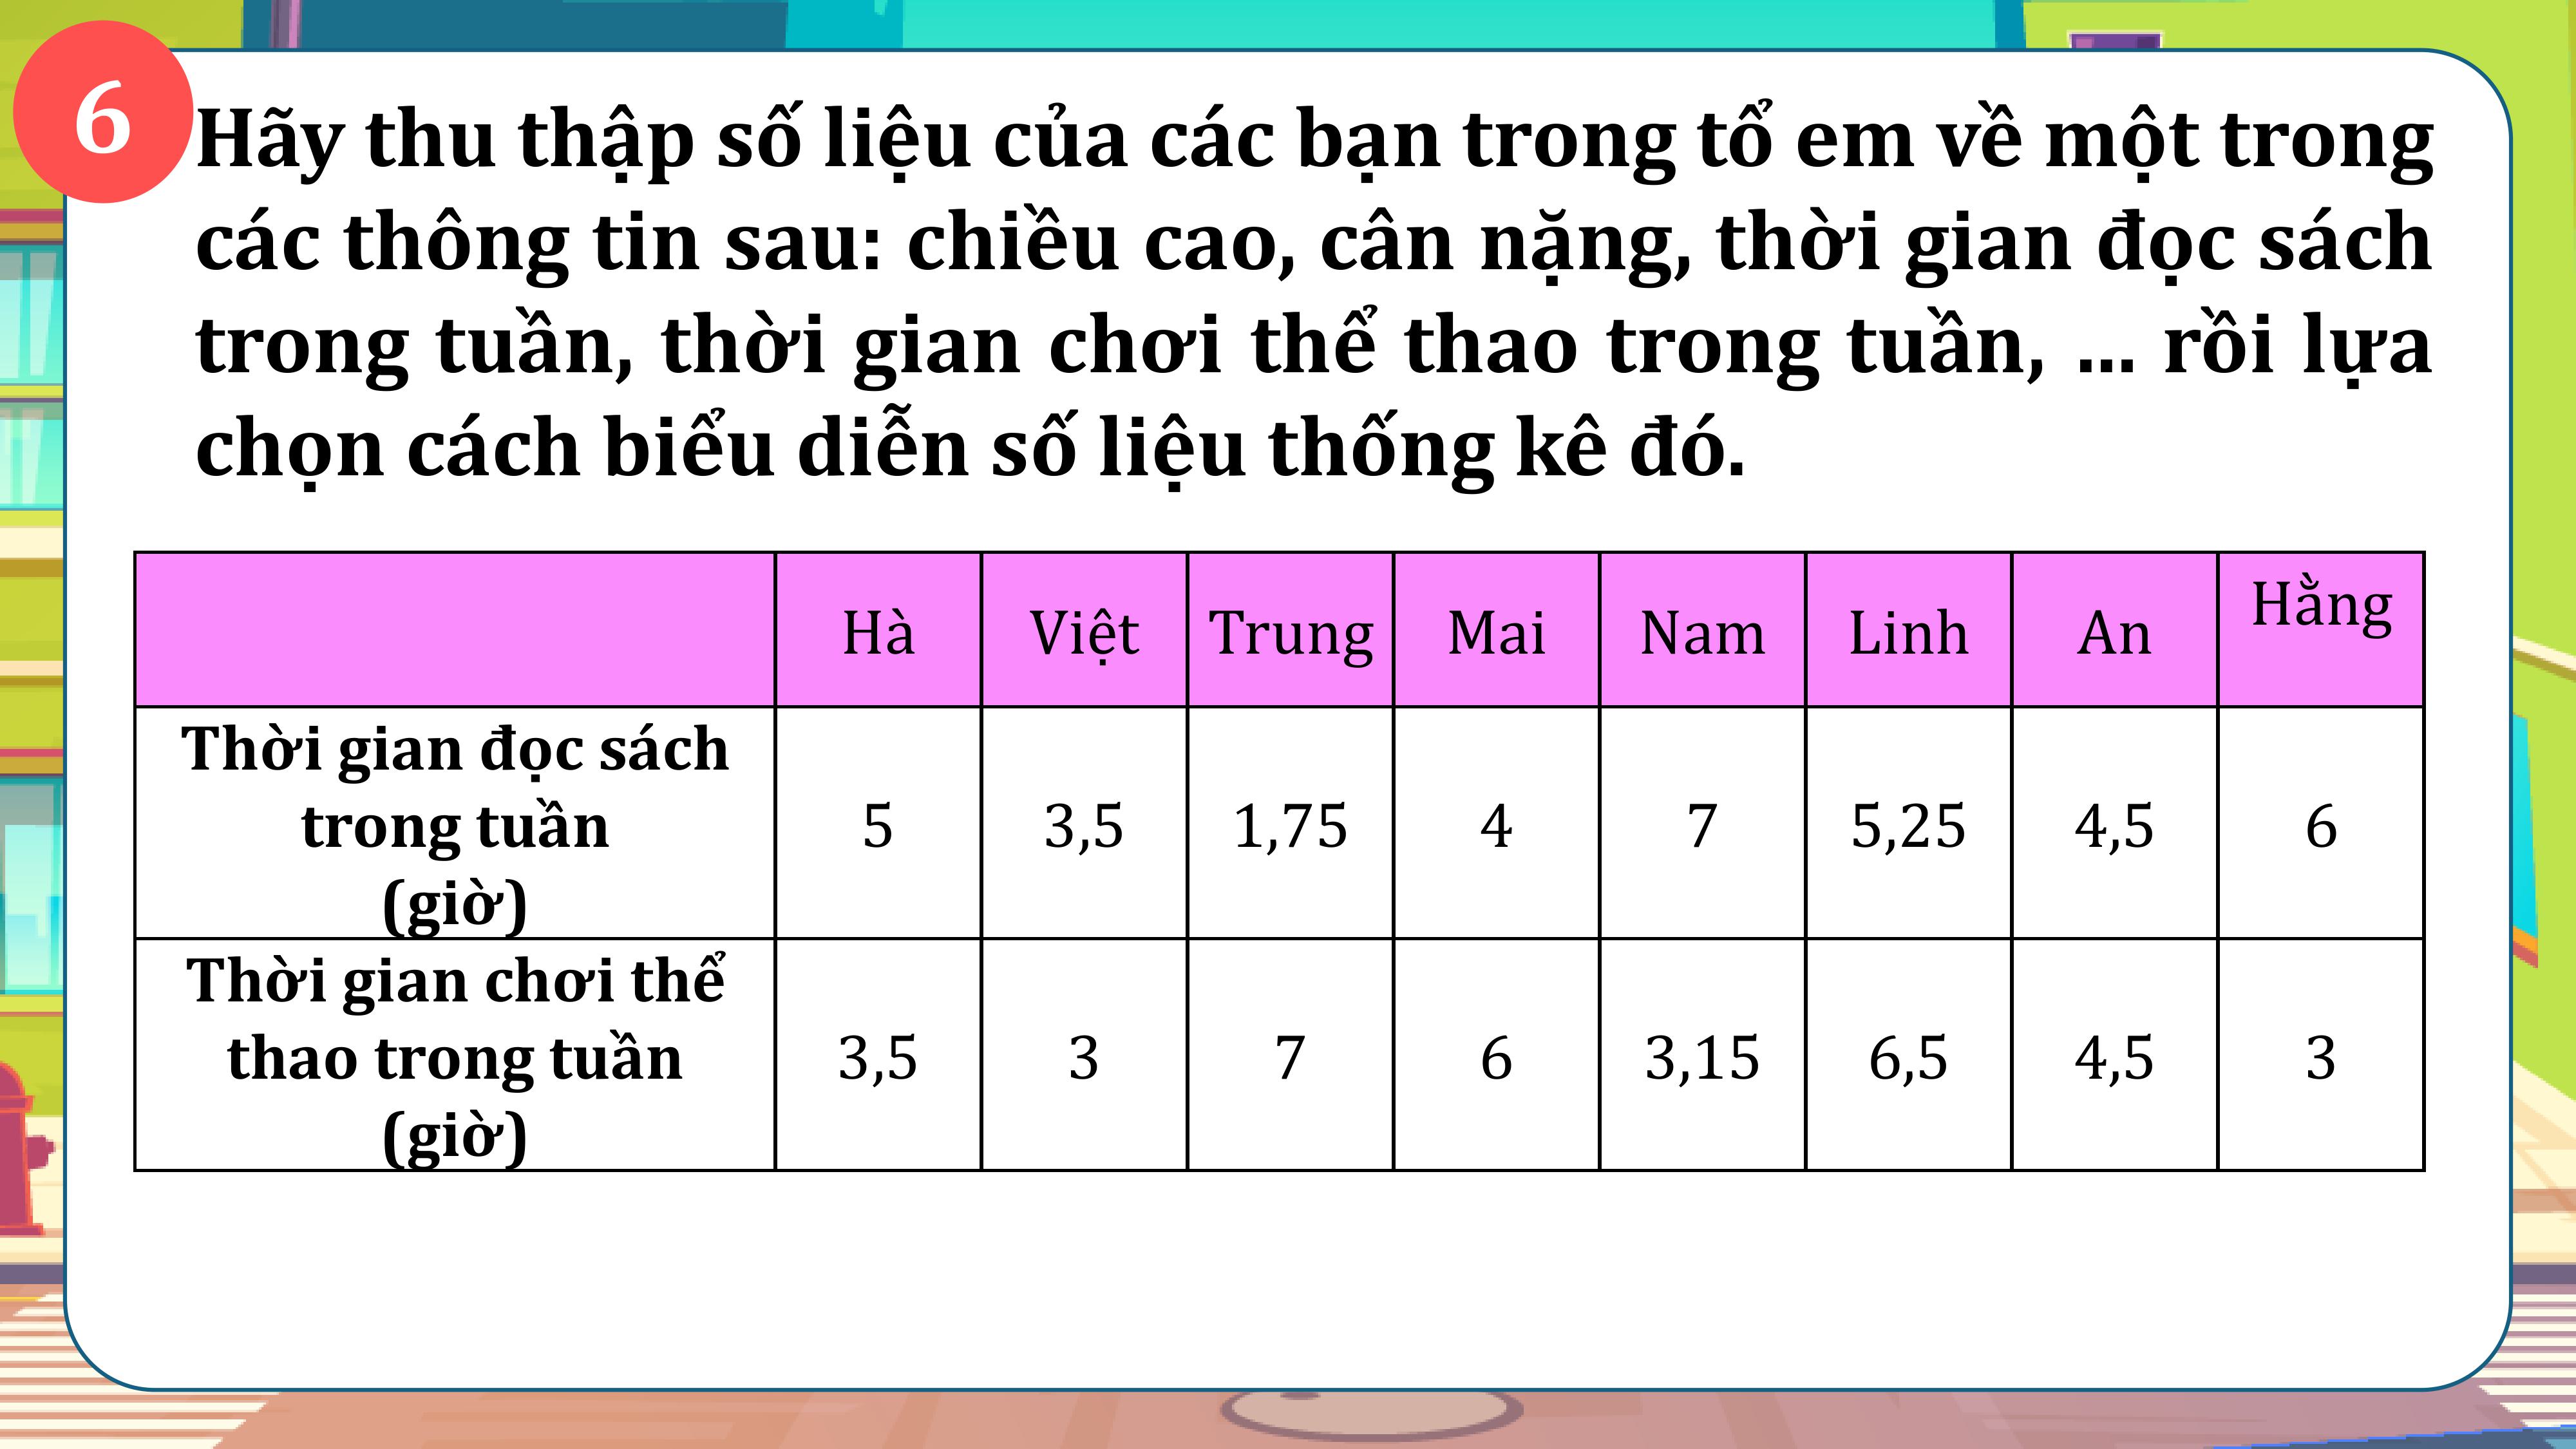 6
Hãy thu thập số liệu của các bạn trong tổ em về một trong
các thông tin sau: chiều cao, cân nặng, thời gian đọc sách
trong tuần, thời gian chơi thể thao trong tuần, ... rồi lựa
chọn cách biểu diễn số liệu thống kê đó.
Hà Việt Trung Mai Nam Linh An Hằng
Thời gian đọc sách
trong tuần
(giờ)
5 3,5 1,75 4 7 5,25 4,5 6
Thời gian chơi thể
thao trong tuần
(giờ)
3,5 3 7 6 3,15 6,5 4,5 3